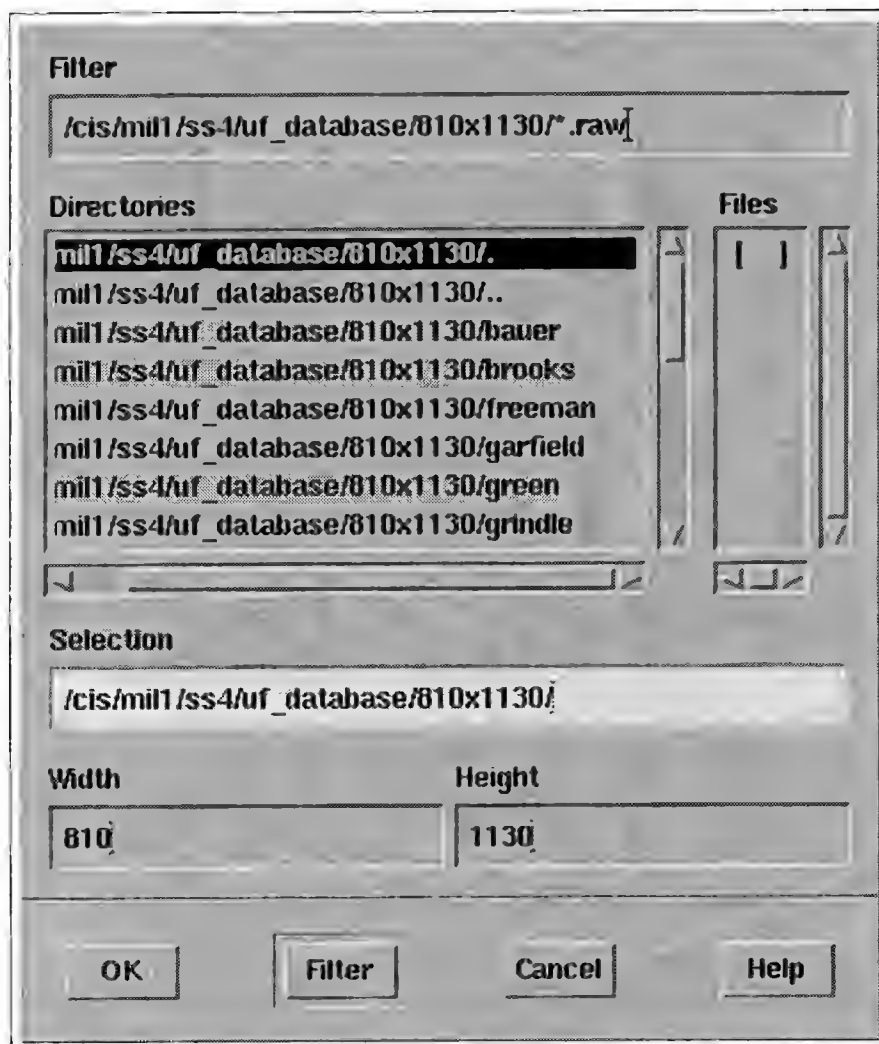 Filter
/cis/mil1/ss4/uf_database/810x1130/*.raw
Directories
Files
mil1/ss4/uf_database/810x1130/.
[ ]
mil1/ss4/uf_database/810x1130/..
mil1/ss4/uf_database/810x1130/bauer
mil1/ss4/uf_database/810x1130/brooks
mil1/ss4/uf_database/810x1130/freeman
mil1/ss4/uf_database/810x1130/garfield
mil1/ss4/uf_database/810x1130/green
mil1/ss4/uf_database/810x1130/grindle
Selection
/cis/mil1/ss4/uf_database/810x1130/
Width
Height
810
1130
OK
Filter
Cancel
Help